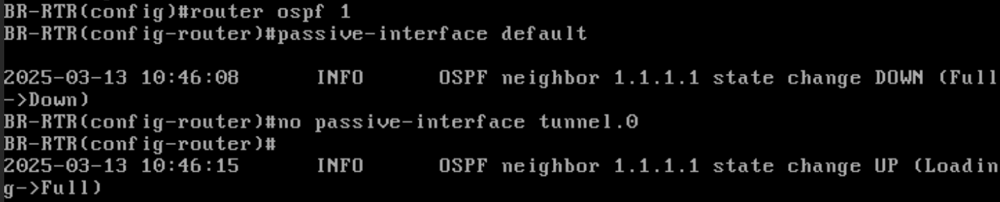 BR-RTR(config)#router ospf 1
BR-RTR(config-router)#passive-interface default
2025-03-13 10:46:08 INFO OSPF neighbor 1.1.1.1 state change DOWN (Full
->Down)
BR-RTR(config-router)#no passive-interface tunnel.0
BR-RTR(config-router)#
2025-03-13 10:46:15 INFO OSPF neighbor 1.1.1.1 state change UP (Loadin
g->Full)